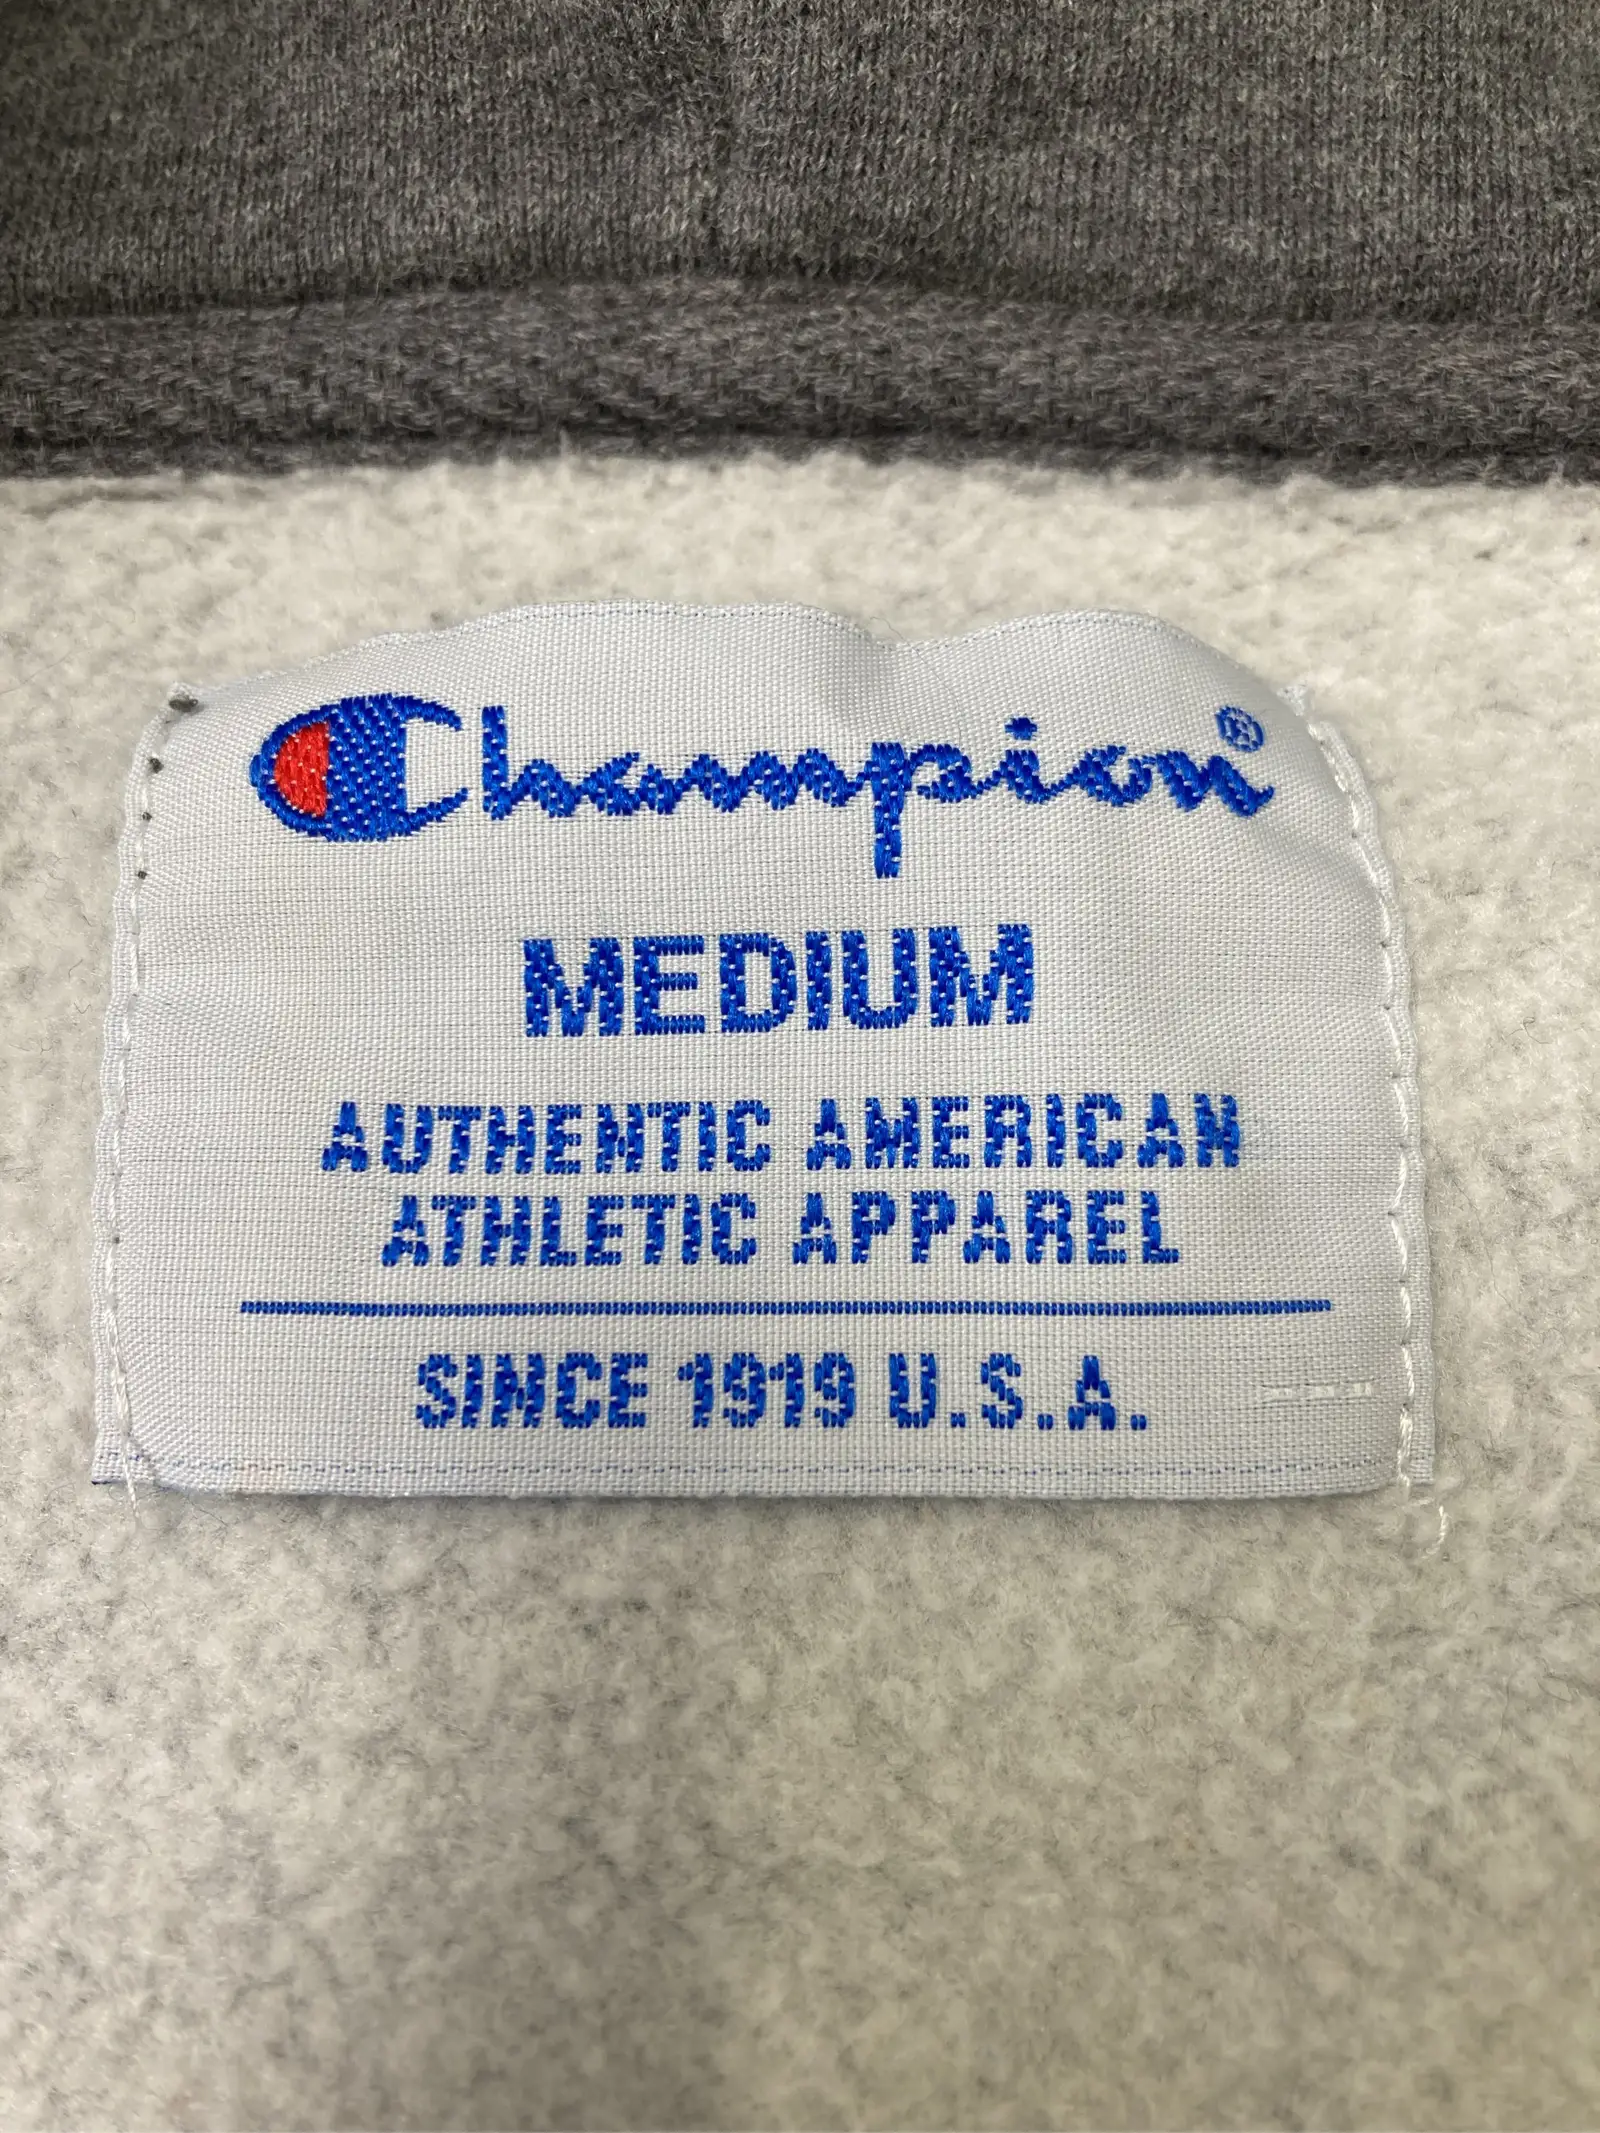 Champion®
MEDIUM
AUTHENTIC AMERICAN
ATHLETIC APPAREL
SINCE 1919 U.S.A.